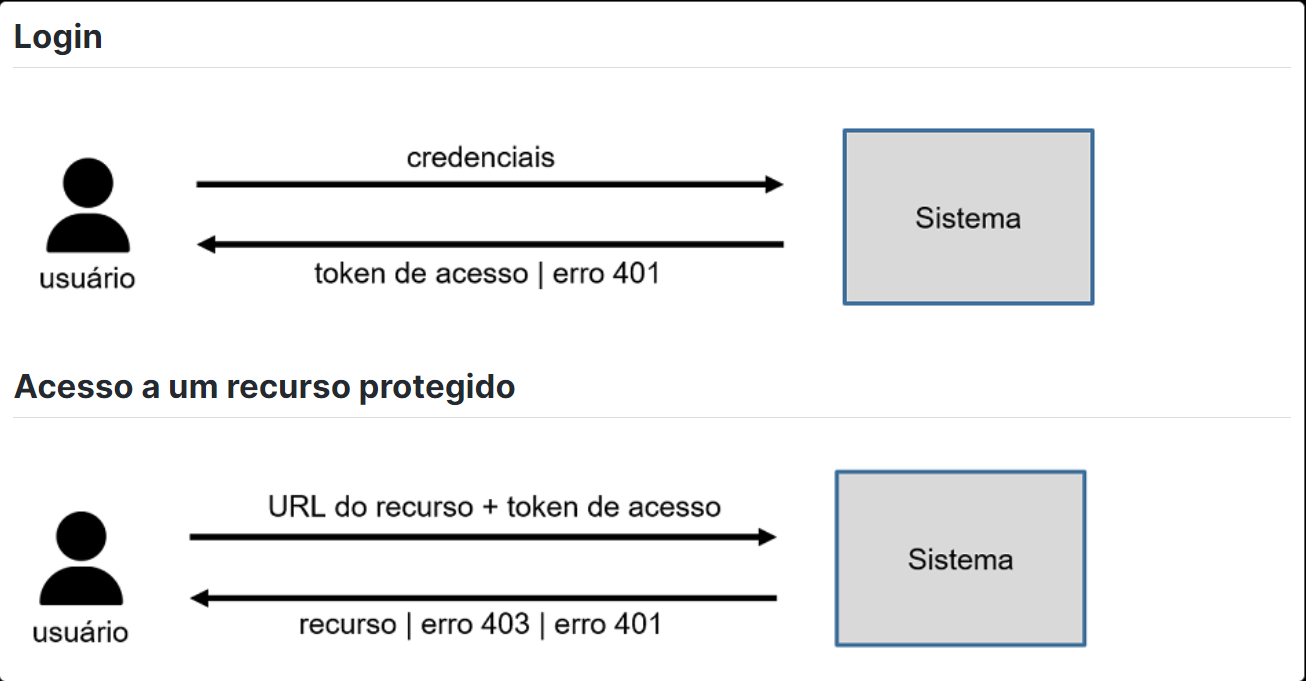 Login
credenciais
Sistema
token de acesso | erro 401
usuário
Acesso a um recurso protegido
URL do recurso + token de acesso
Sistema
recurso | erro 403 | erro 401
usuário